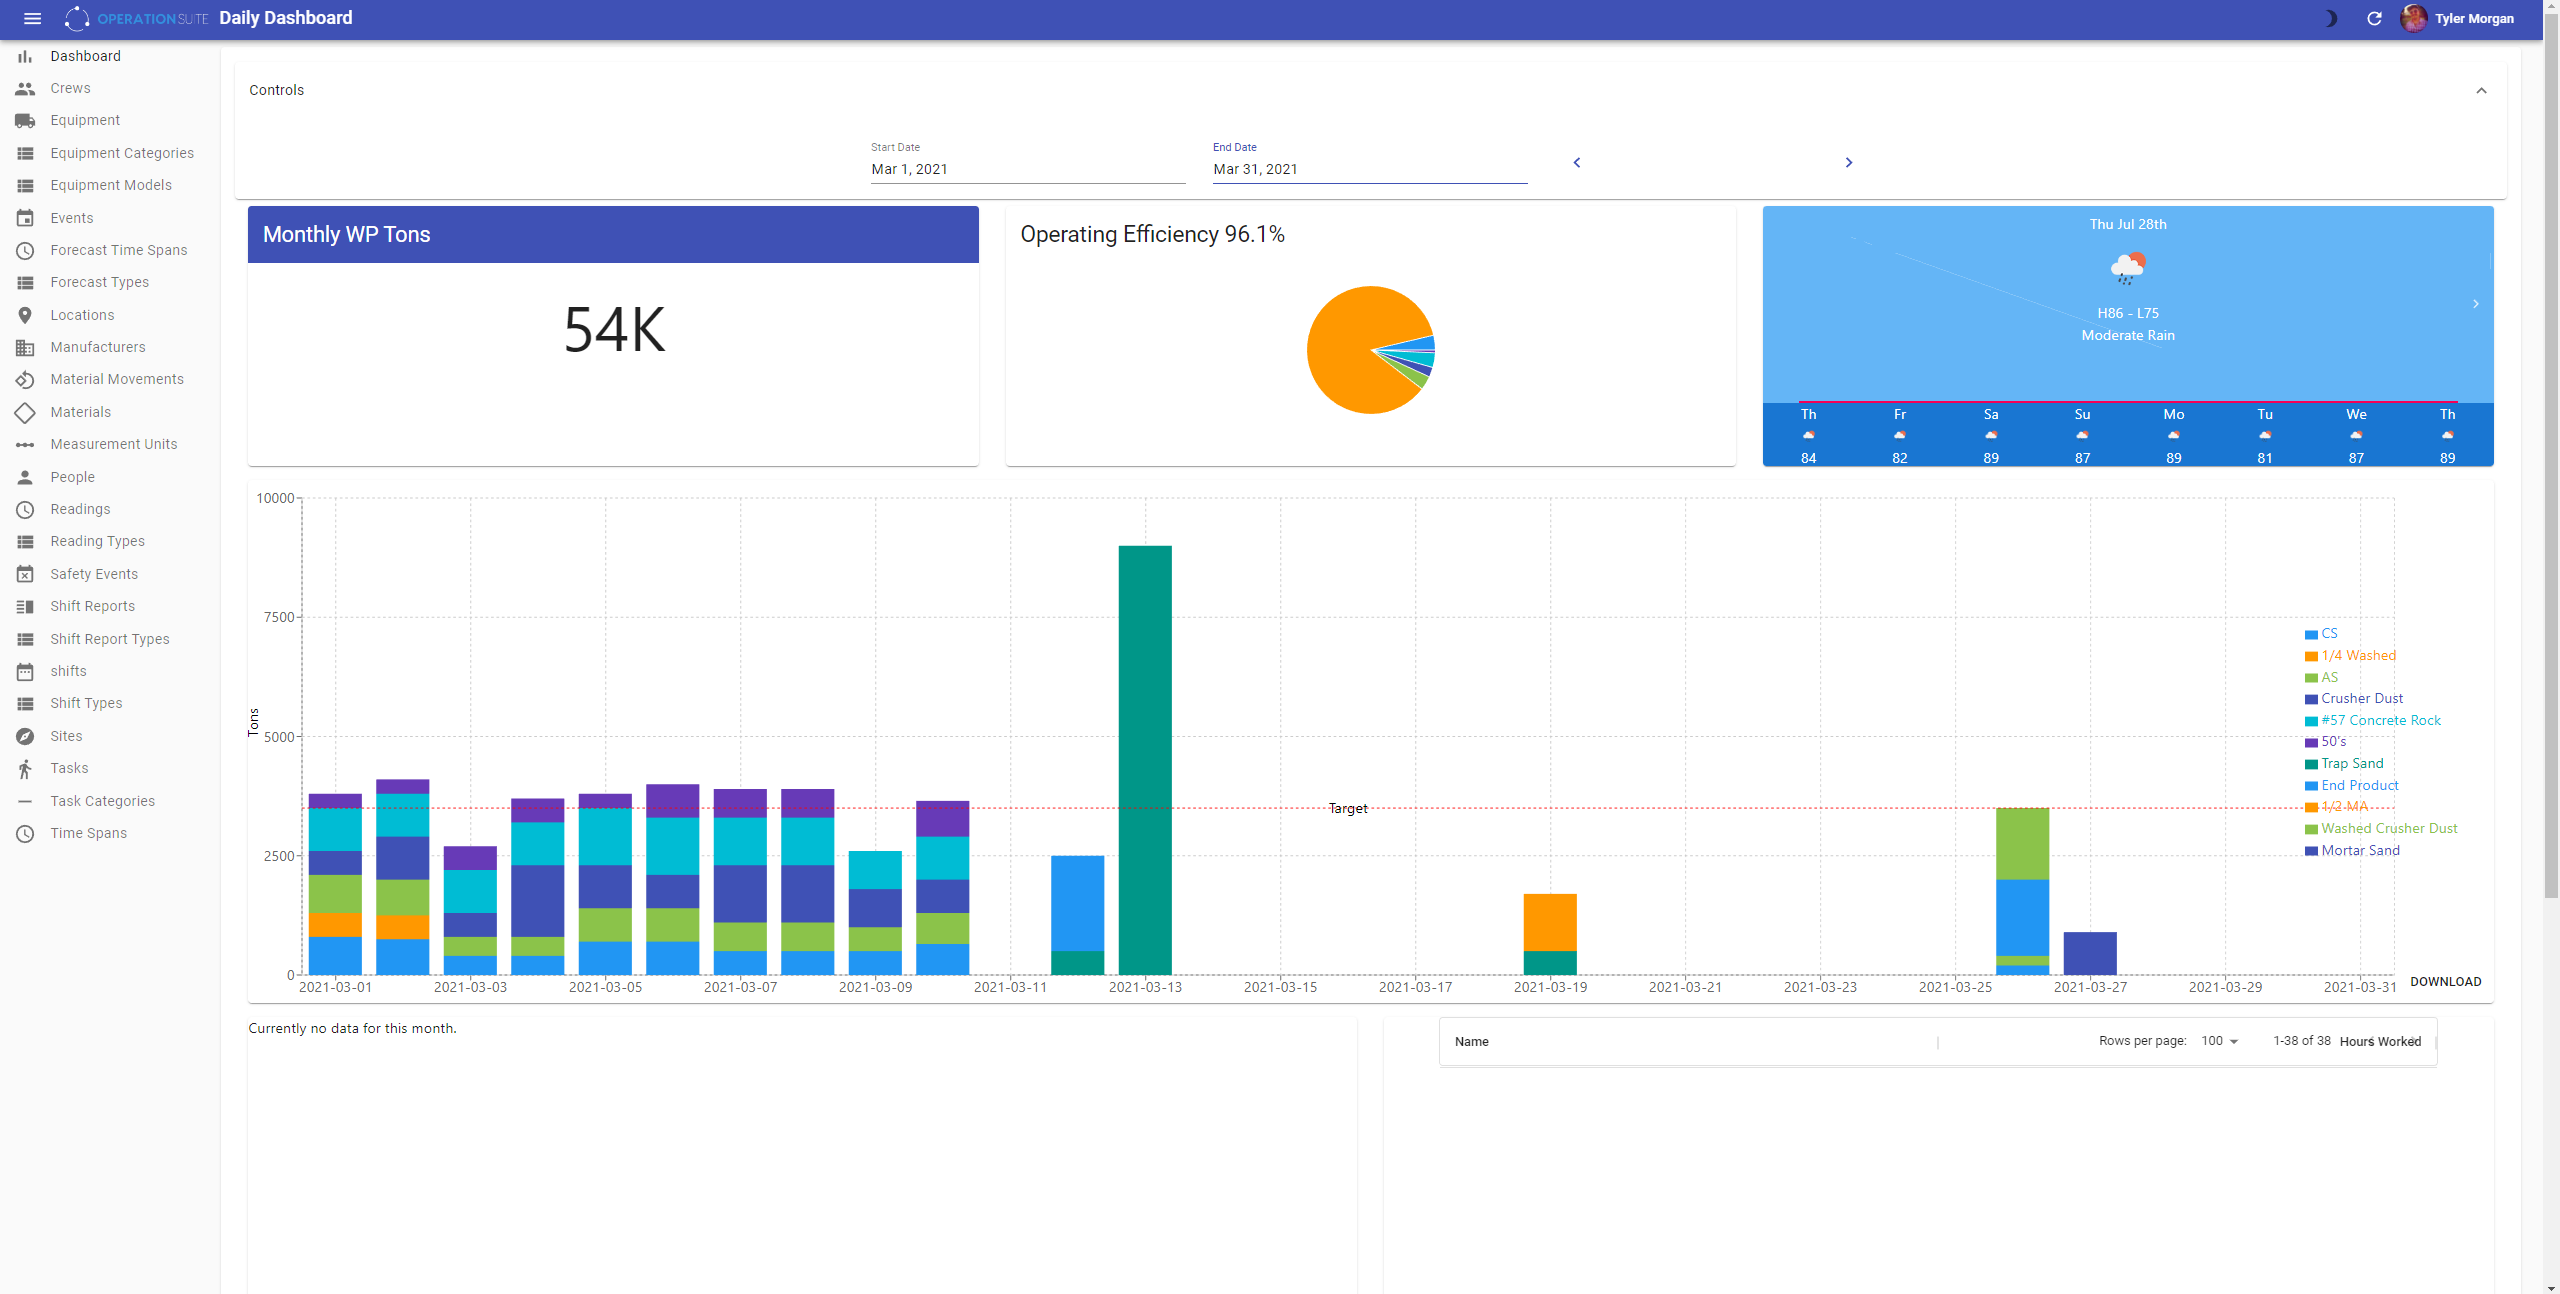 OPERATIONSUITE Daily Dashboard
Tyler Morgan
Dashboard
Crews
Equipment
Equipment Categories
Equipment Models
Events
Forecast Time Spans
Forecast Types
Locations
Manufacturers
Material Movements
Materials
Measurement Units
People
Readings
Reading Types
Safety Events
Shift Reports
Shift Report Types
shifts
Shift Types
Sites
Tasks
Task Categories
Time Spans
Controls
Start Date
Mar 1, 2021
End Date
Mar 31, 2021
Monthly WP Tons
54K
Operating Efficiency 96.1%
Thu Jul 28th
H86 - L75
Moderate Rain
Th Fr Sa Su Mo Tu We Th
84 82 89 87 89 81 87 89
10000
7500
5000
2500
0
Tons
Target
2021-03-01 2021-03-03 2021-03-05 2021-03-07 2021-03-09 2021-03-11 2021-03-13 2021-03-15 2021-03-17 2021-03-19 2021-03-21 2021-03-23 2021-03-25 2021-03-27 2021-03-29 2021-03-31
CS
1/4 Washed
AS
Crusher Dust
#57 Concrete Rock
50's
Trap Sand
End Product
1/2 MA
Washed Crusher Dust
Mortar Sand
DOWNLOAD
Currently no data for this month.
Name
Rows per page: 100 1-38 of 38 Hours Worked